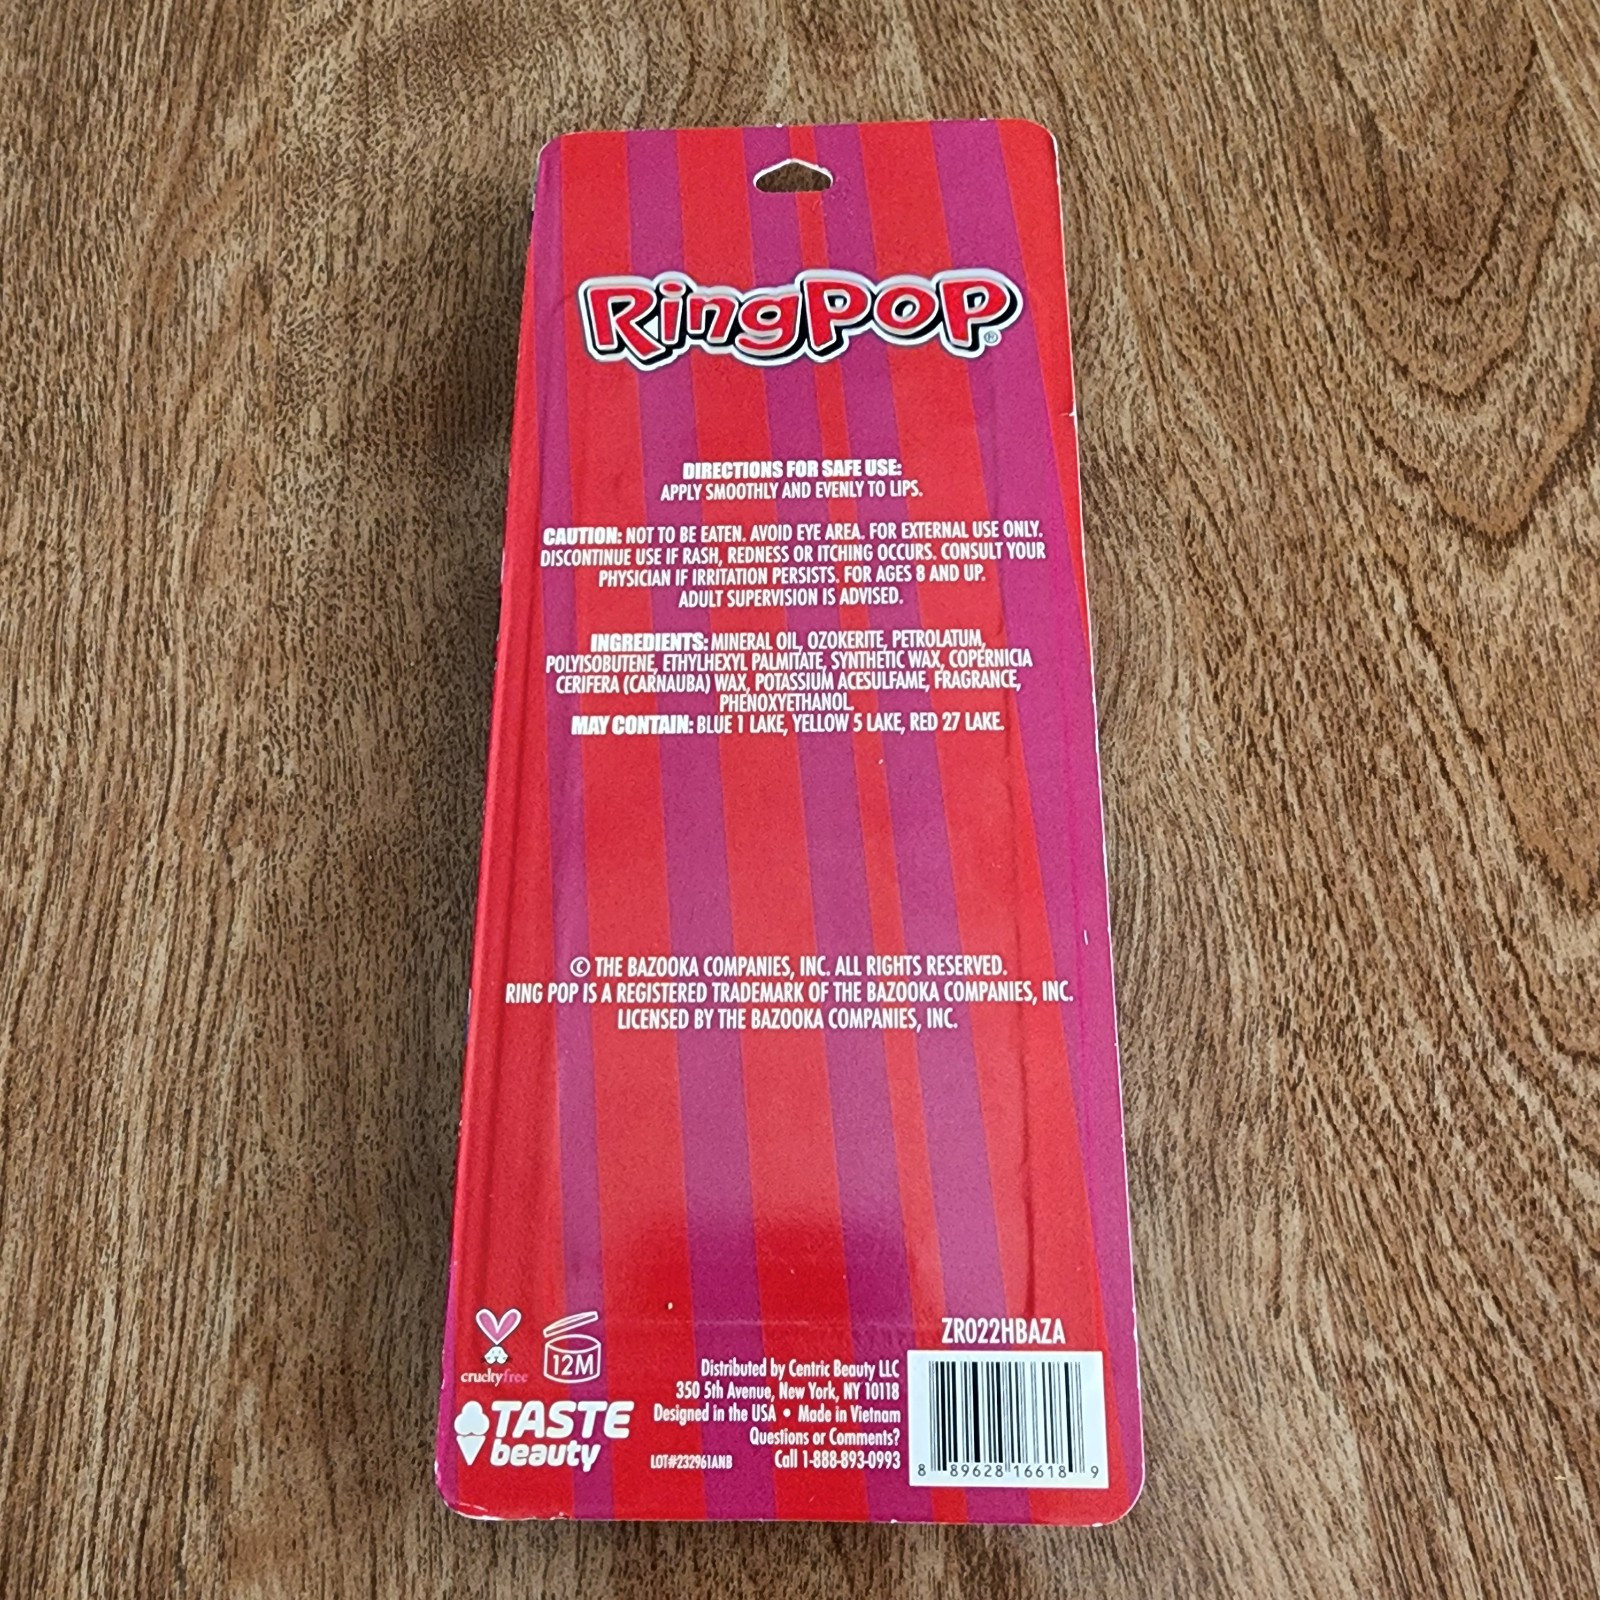 RingPOP®
DIRECTIONS FOR SAFE USE:
APPLY SMOOTHLY AND EVENLY TO LIPS.
CAUTION: NOT TO BE EATEN. AVOID EYE AREA. FOR EXTERNAL USE ONLY.
DISCONTINUE USE IF RASH, REDNESS OR ITCHING OCCURS. CONSULT YOUR
PHYSICIAN IF IRRITATION PERSISTS. FOR AGES 8 AND UP.
ADULT SUPERVISION IS ADVISED.
INGREDIENTS: MINERAL OIL, OZOKERITE, PETROLATUM,
POLYISOBUTENE, ETHYLHEXYL PALMITATE, SYNTHETIC WAX, COPERNICIA
CERIFERA (CARNAUBA) WAX, POTASSIUM ACESULFAME, FRAGRANCE,
PHENOXYETHANOL.
MAY CONTAIN: BLUE 1 LAKE, YELLOW 5 LAKE, RED 27 LAKE.
© THE BAZOOKA COMPANIES, INC. ALL RIGHTS RESERVED.
RING POP IS A REGISTERED TRADEMARK OF THE BAZOOKA COMPANIES, INC.
LICENSED BY THE BAZOOKA COMPANIES, INC.
crueltyfree
12M
TASTE
beauty
LOT#232961ANB
Distributed by Centric Beauty LLC
350 5th Avenue, New York, NY 10118
Designed in the USA • Made in Vietnam
Questions or Comments?
Call 1-888-893-0993
ZR022HBAZA
8 89628 16618 9